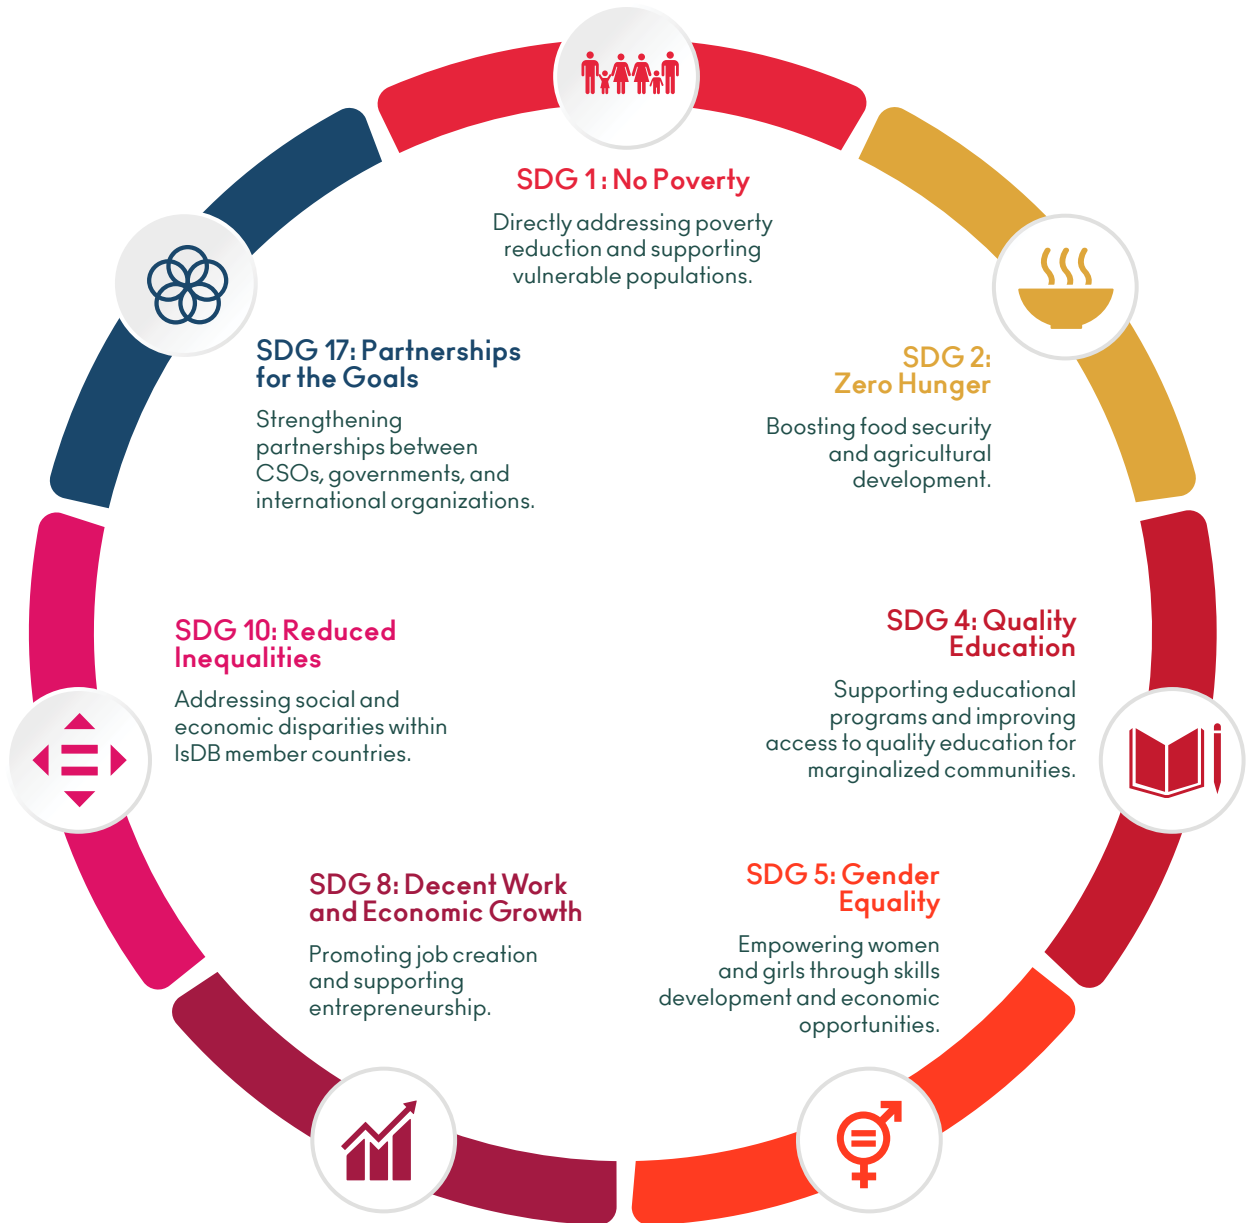 SDG 1: No Poverty
Directly addressing poverty
reduction and supporting
vulnerable populations.
SDG 2:
Zero Hunger
Boosting food security
and agricultural
development.
SDG 4: Quality
Education
Supporting educational
programs and improving
access to quality education for
marginalized communities.
SDG 5: Gender
Equality
Empowering women
and girls through skills
development and economic
opportunities.
SDG 8: Decent Work
and Economic Growth
Promoting job creation
and supporting
entrepreneurship.
SDG 10: Reduced
Inequalities
Addressing social and
economic disparities within
IsDB member countries.
SDG 17: Partnerships
for the Goals
Strengthening
partnerships between
CSOs, governments, and
international organizations.